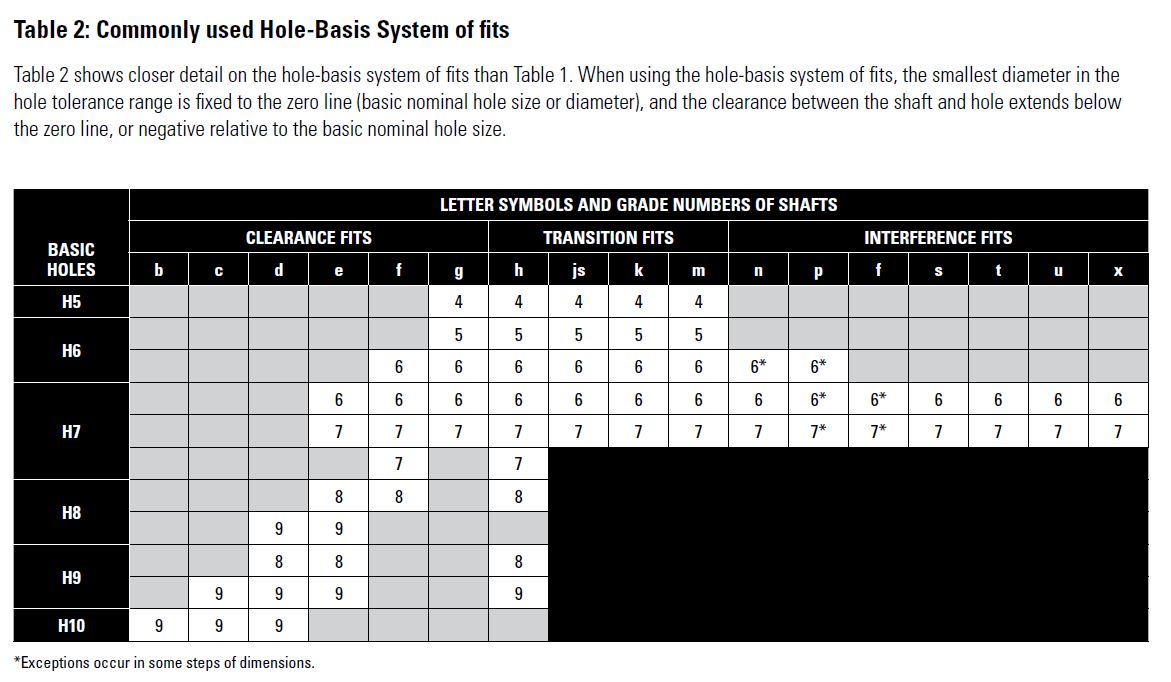 Table 2: Commonly used Hole-Basis System of fits
Table 2 shows closer detail on the hole-basis system of fits than Table 1. When using the hole-basis system of fits, the smallest diameter in the
hole tolerance range is fixed to the zero line (basic nominal hole size or diameter), and the clearance between the shaft and hole extends below
the zero line, or negative relative to the basic nominal hole size.
BASIC HOLES
LETTER SYMBOLS AND GRADE NUMBERS OF SHAFTS
CLEARANCE FITS TRANSITION FITS INTERFERENCE FITS
b c d e f g h js k m n p f s t u x
H5 4 4 4 4 4
H6 5 5 5 5 5
6 6 6 6 6 6 6* 6*
H7 6 6 6 6 6 6 6 6 6* 6* 6 6 6 6
7 7 7 7 7 7 7 7 7* 7* 7 7 7 7
7 7
H8 8 8 8
9 9
H9 8 8 8
9 9 9 9
H10 9 9 9
*Exceptions occur in some steps of dimensions.